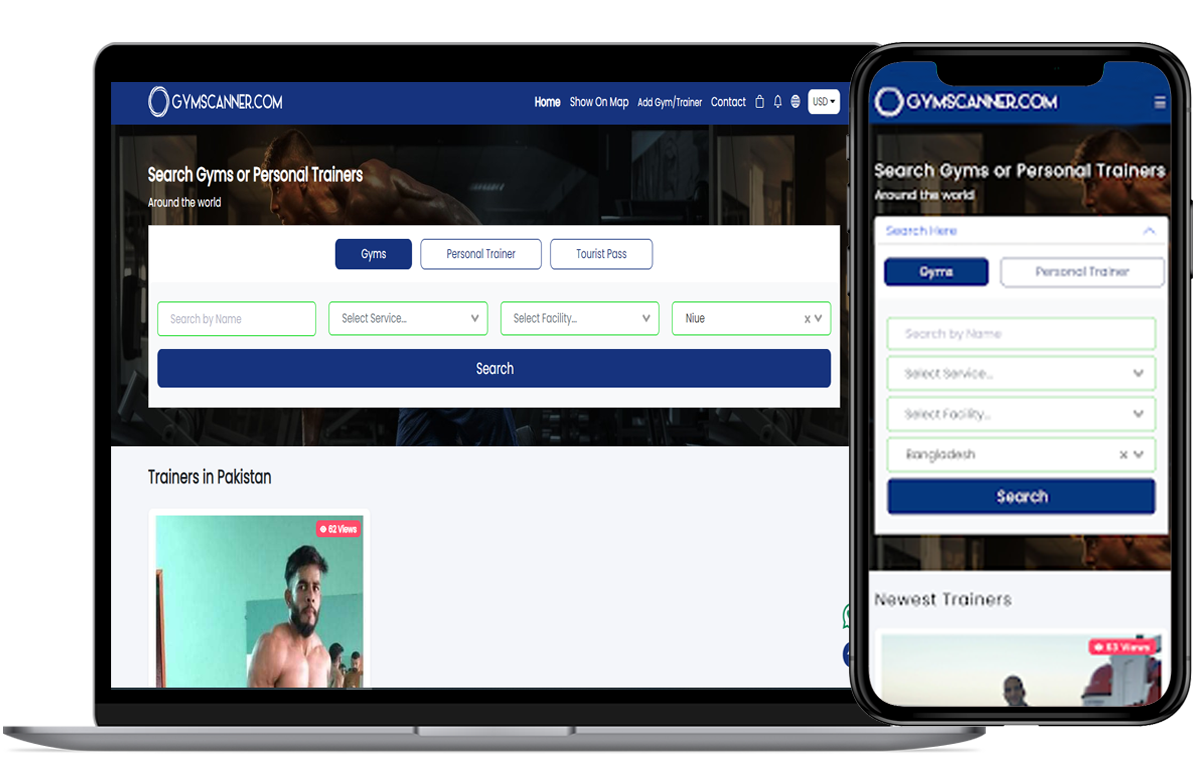 GYMSCANNER.COM
Home Show On Map Add Gym/Trainer Contact USD
Search Gyms or Personal Trainers
Around the world
Gyms Personal Trainer Tourist Pass
Search by Name Select Service... Select Facility... Niue x
Search
Trainers in Pakistan
62 Views
GYMSCANNER.COM
Search Gyms or Personal Trainers
Around the world
Search Here
Gyms Personal Trainer
Search by Name
Select Service...
Select Facility...
Bangladesh x
Search
Newest Trainers
53 Views